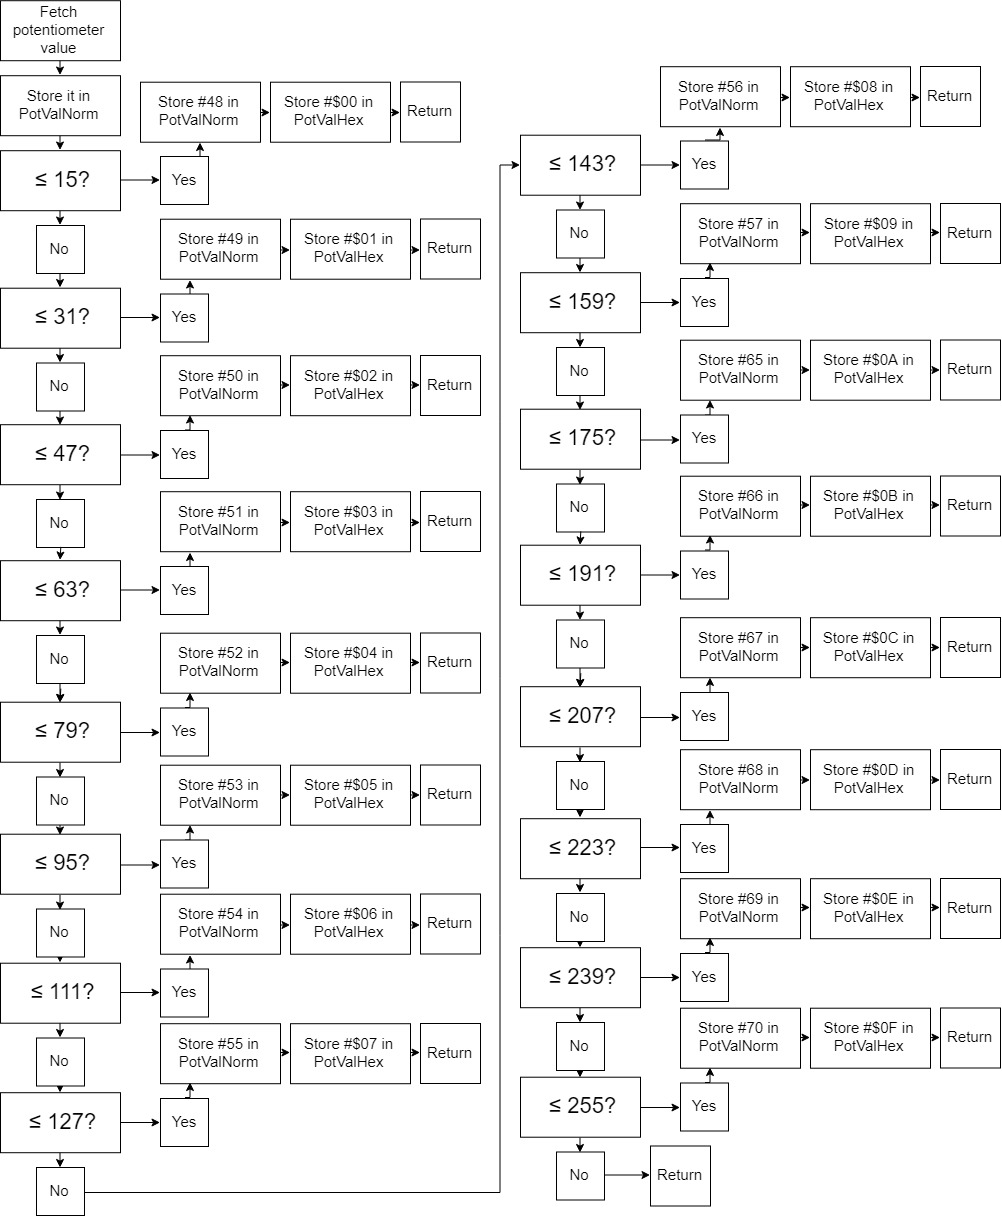 Fetch
potentiometer
value
Store it in
PotValNorm
≤ 15?
Yes
Store #48 in
PotValNorm
Store #$00 in
PotValHex
Return
No
≤ 31?
Yes
Store #49 in
PotValNorm
Store #$01 in
PotValHex
Return
No
≤ 47?
Yes
Store #50 in
PotValNorm
Store #$02 in
PotValHex
Return
No
≤ 63?
Yes
Store #51 in
PotValNorm
Store #$03 in
PotValHex
Return
No
≤ 79?
Yes
Store #52 in
PotValNorm
Store #$04 in
PotValHex
Return
No
≤ 95?
Yes
Store #53 in
PotValNorm
Store #$05 in
PotValHex
Return
No
≤ 111?
Yes
Store #54 in
PotValNorm
Store #$06 in
PotValHex
Return
No
≤ 127?
Yes
Store #55 in
PotValNorm
Store #$07 in
PotValHex
Return
No
≤ 143?
Yes
Store #56 in
PotValNorm
Store #$08 in
PotValHex
Return
No
≤ 159?
Yes
Store #57 in
PotValNorm
Store #$09 in
PotValHex
Return
No
≤ 175?
Yes
Store #65 in
PotValNorm
Store #$0A in
PotValHex
Return
No
≤ 191?
Yes
Store #66 in
PotValNorm
Store #$0B in
PotValHex
Return
No
≤ 207?
Yes
Store #67 in
PotValNorm
Store #$0C in
PotValHex
Return
No
≤ 223?
Yes
Store #68 in
PotValNorm
Store #$0D in
PotValHex
Return
No
≤ 239?
Yes
Store #69 in
PotValNorm
Store #$0E in
PotValHex
Return
No
≤ 255?
Yes
Store #70 in
PotValNorm
Store #$0F in
PotValHex
Return
No
Return